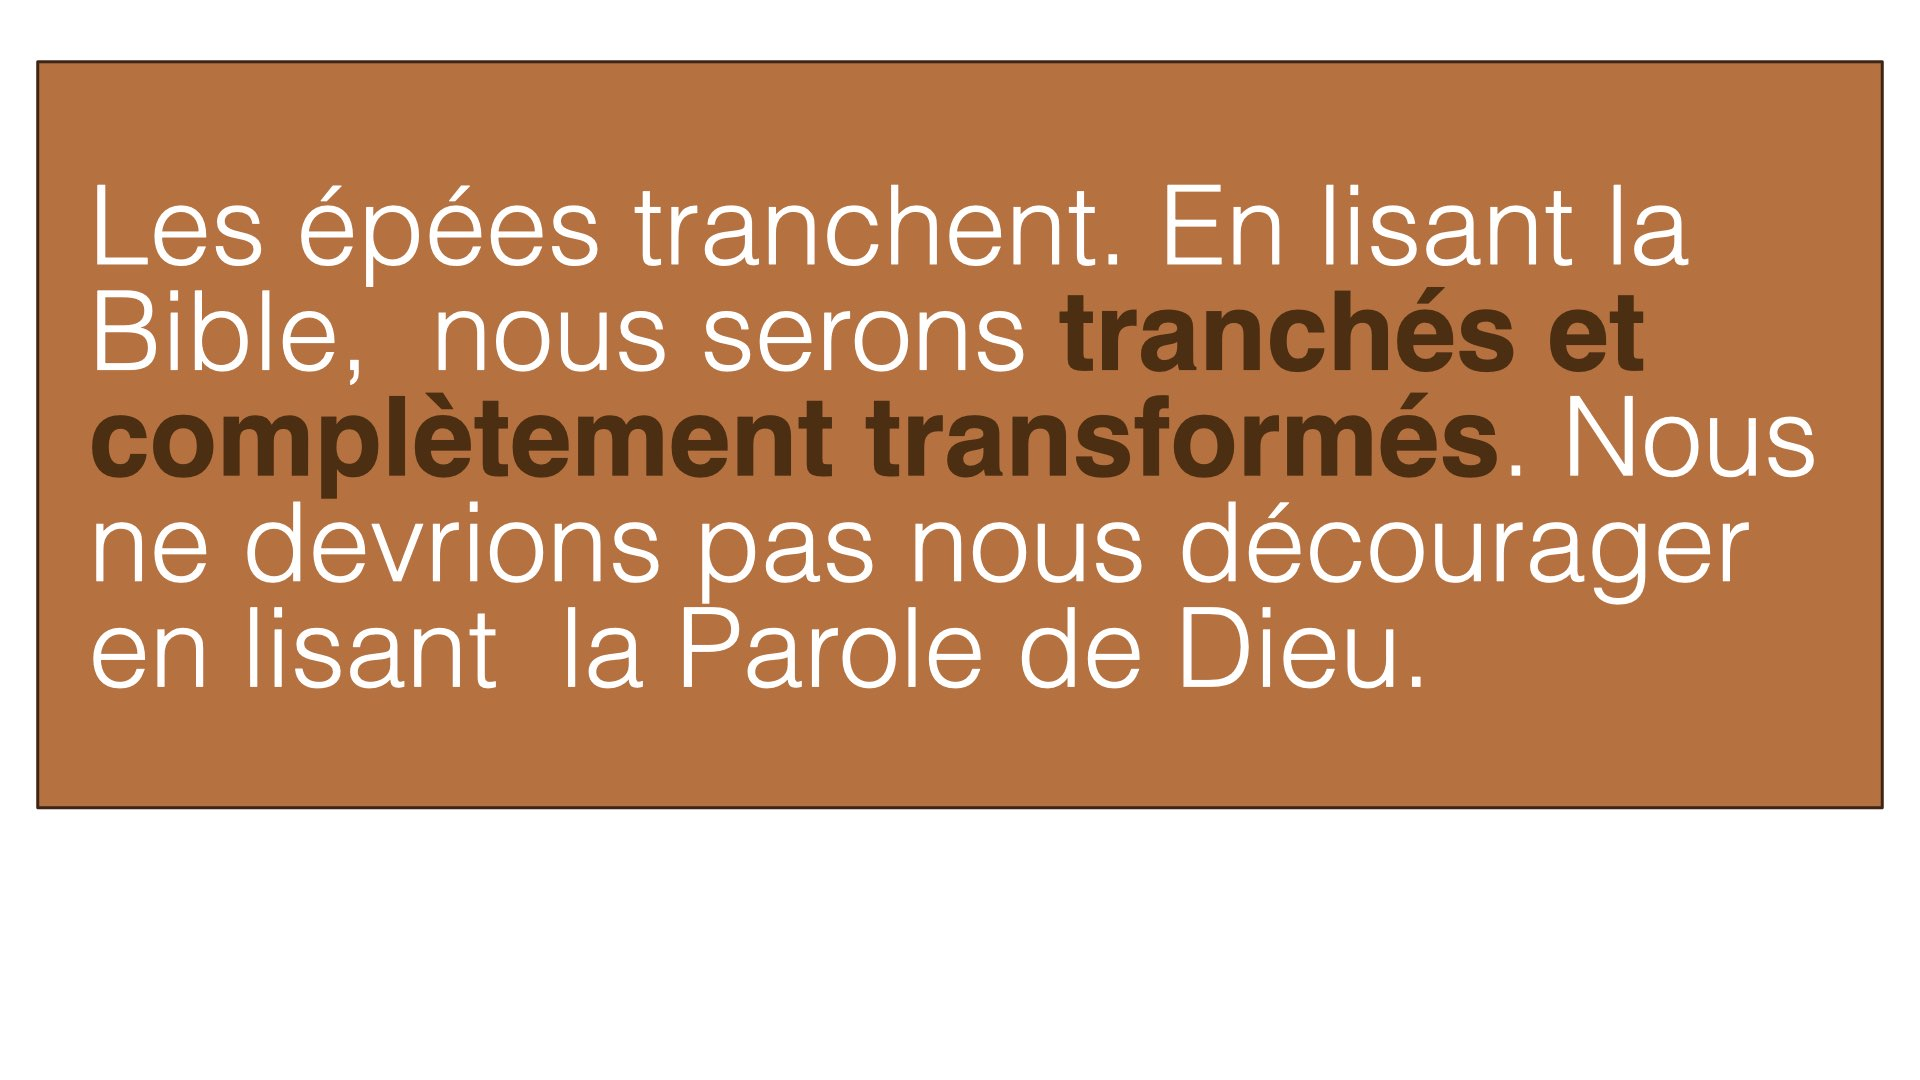 Les épées tranchent. En lisant la
Bible,  nous serons tranchés et
complètement transformés. Nous
ne devrions pas nous décourager
en lisant  la Parole de Dieu.